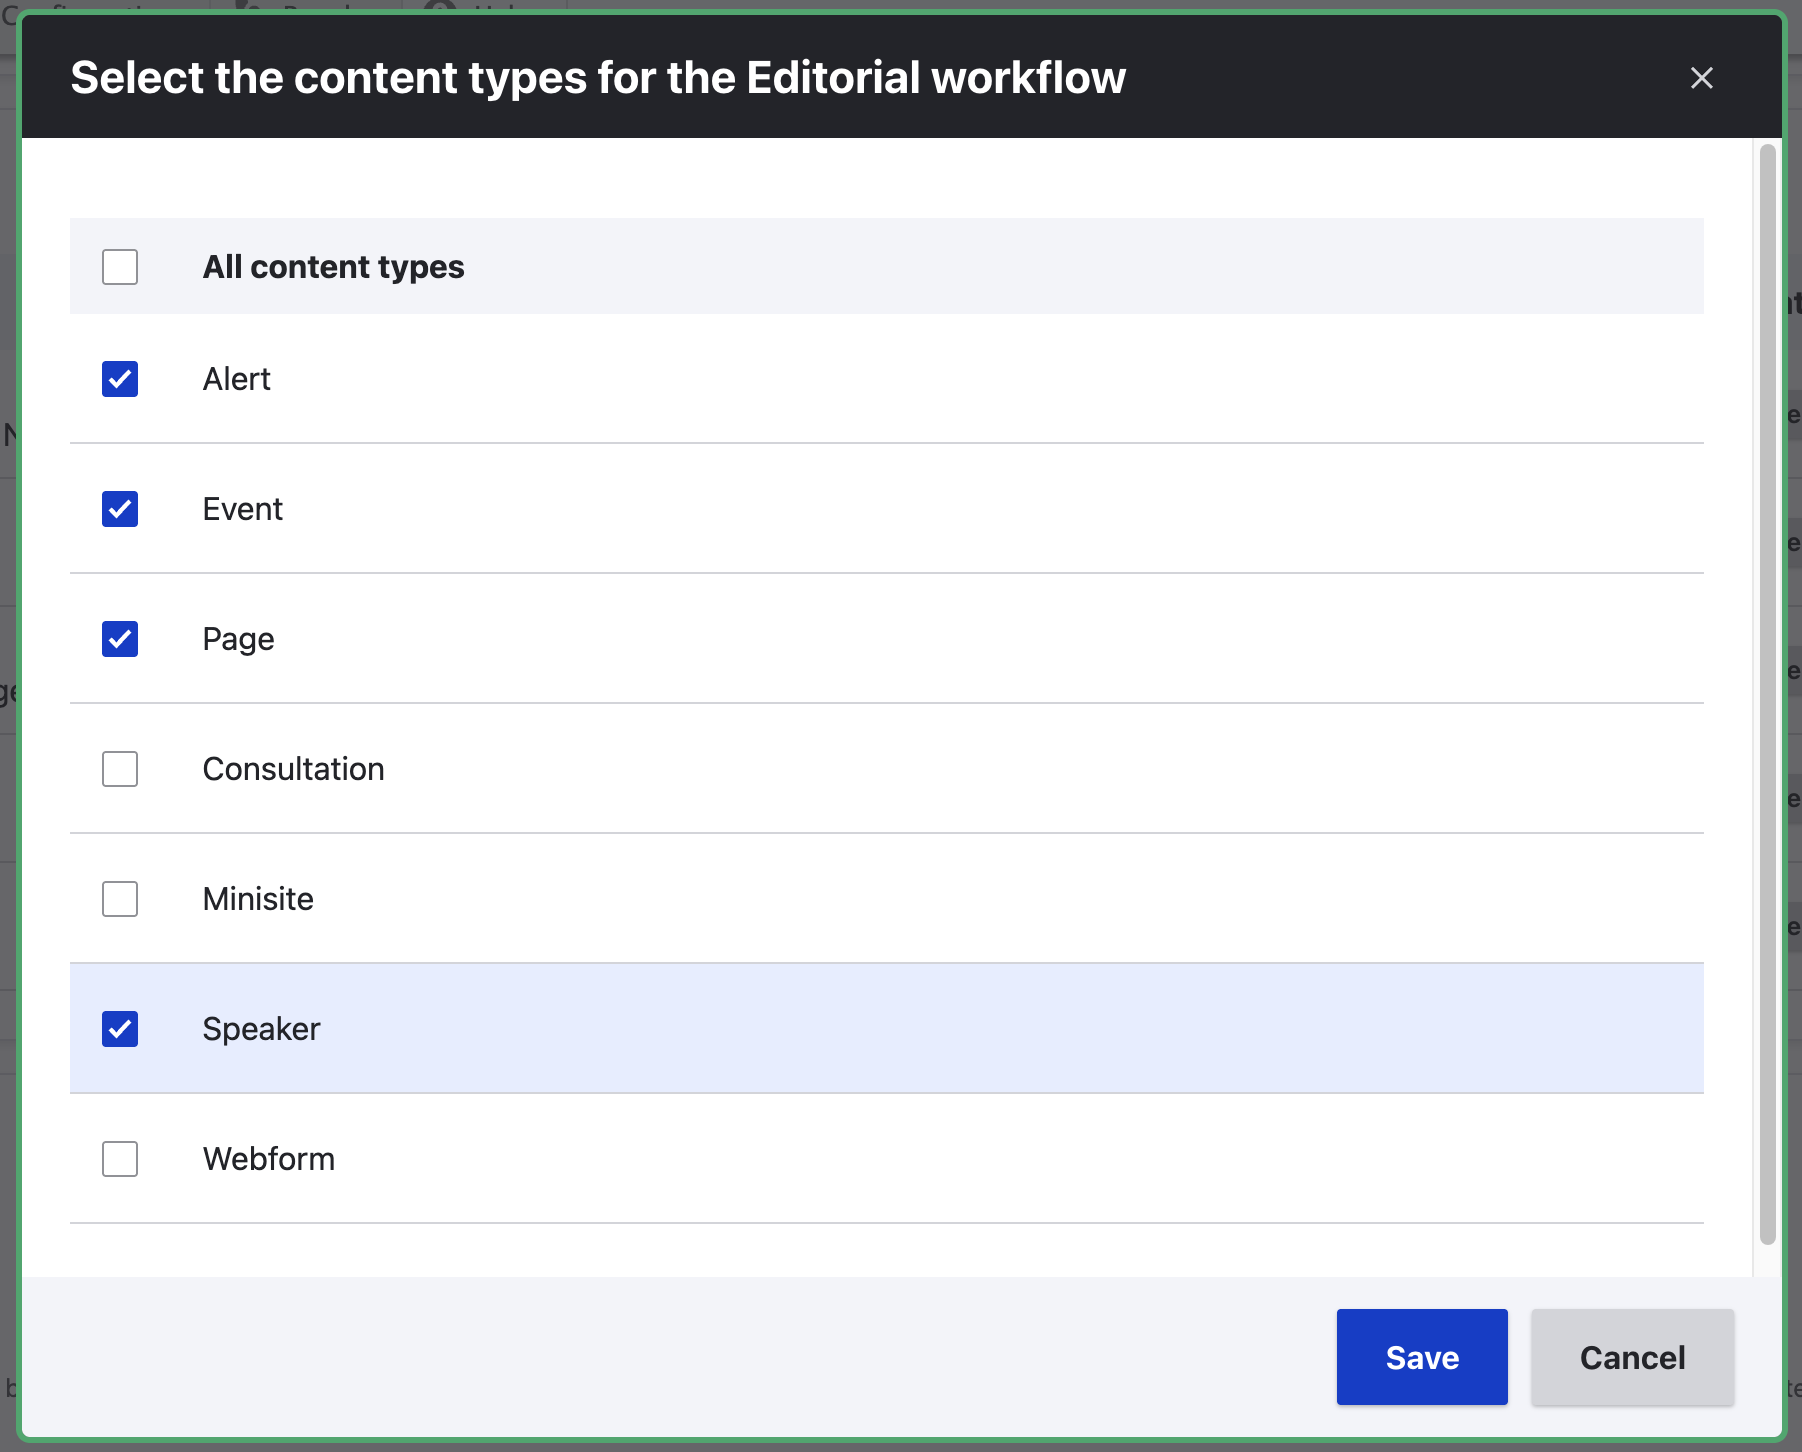 Select the content types for the Editorial workflow
All content types
Alert
Event
Page
Consultation
Minisite
Speaker
Webform
Save
Cancel